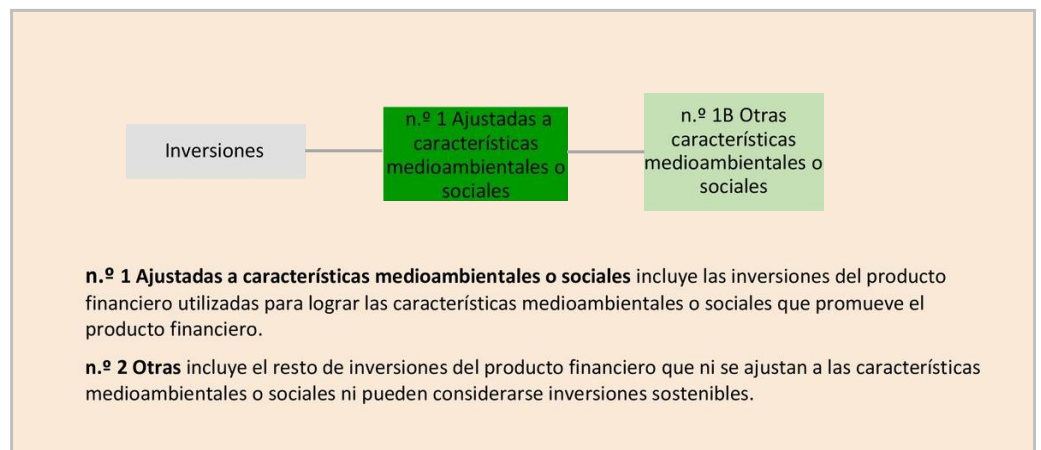 Inversiones
n.º 1 Ajustadas a
características
medioambientales o
sociales
n.º 1B Otras
características
medioambientales o
sociales
n.º 1 Ajustadas a características medioambientales o sociales incluye las inversiones del producto
financiero utilizadas para lograr las características medioambientales o sociales que promueve el
producto financiero.
n.º 2 Otras incluye el resto de inversiones del producto financiero que ni se ajustan a las características
medioambientales o sociales ni pueden considerarse inversiones sostenibles.